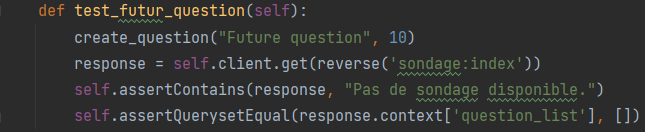 def test_futur_question(self):
create_question("Future question", 10)
response = self.client.get(reverse('sondage:index'))
self.assertContains(response, "Pas de sondage disponible.")
self.assertQuerysetEqual(response.context['question_list'], [])